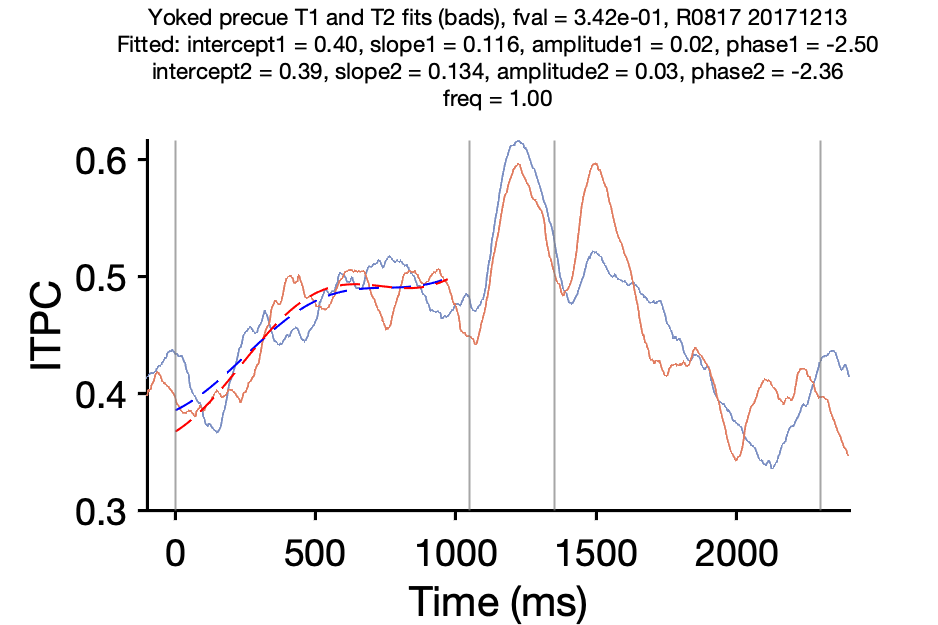 Yoked precue T1 and T2 fits (bads), fval = 3.42e-01, R0817 20171213
Fitted: intercept1 = 0.40, slope1 = 0.116, amplitude1 = 0.02, phase1 = -2.50
intercept2 = 0.39, slope2 = 0.134, amplitude2 = 0.03, phase2 = -2.36
freq = 1.00
0.6
0.5
0.4
0.3
ITPC
0 500 1000 1500 2000
Time (ms)